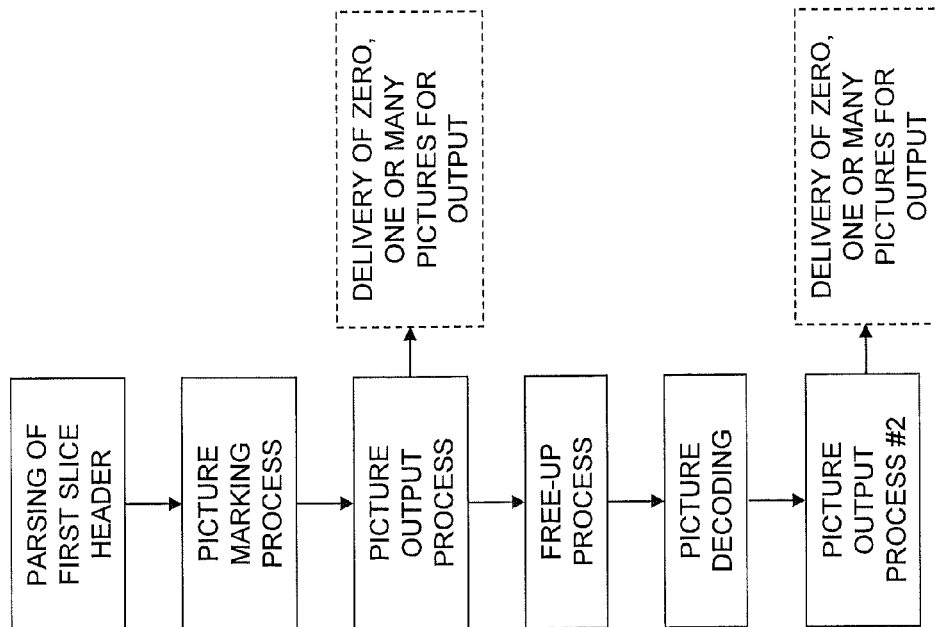 PARSING OF
FIRST SLICE
HEADER
PICTURE
MARKING
PROCESS
PICTURE
OUTPUT
PROCESS
DELIVERY OF ZERO,
ONE OR MANY
PICTURES FOR
OUTPUT
FREE-UP
PROCESS
PICTURE
DECODING
PICTURE
OUTPUT
PROCESS #2
DELIVERY OF ZERO,
ONE OR MANY
PICTURES FOR
OUTPUT